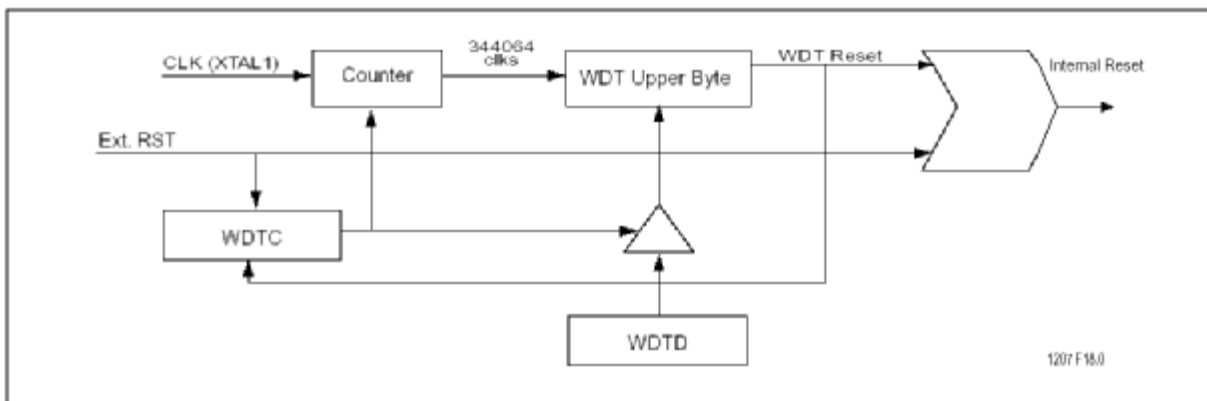 CLK (XTAL1)
Counter
344064
clks
WDT Upper Byte
WDT Reset
Internal Reset
Ext. RST
WDTC
WDTD
1207 F18.0